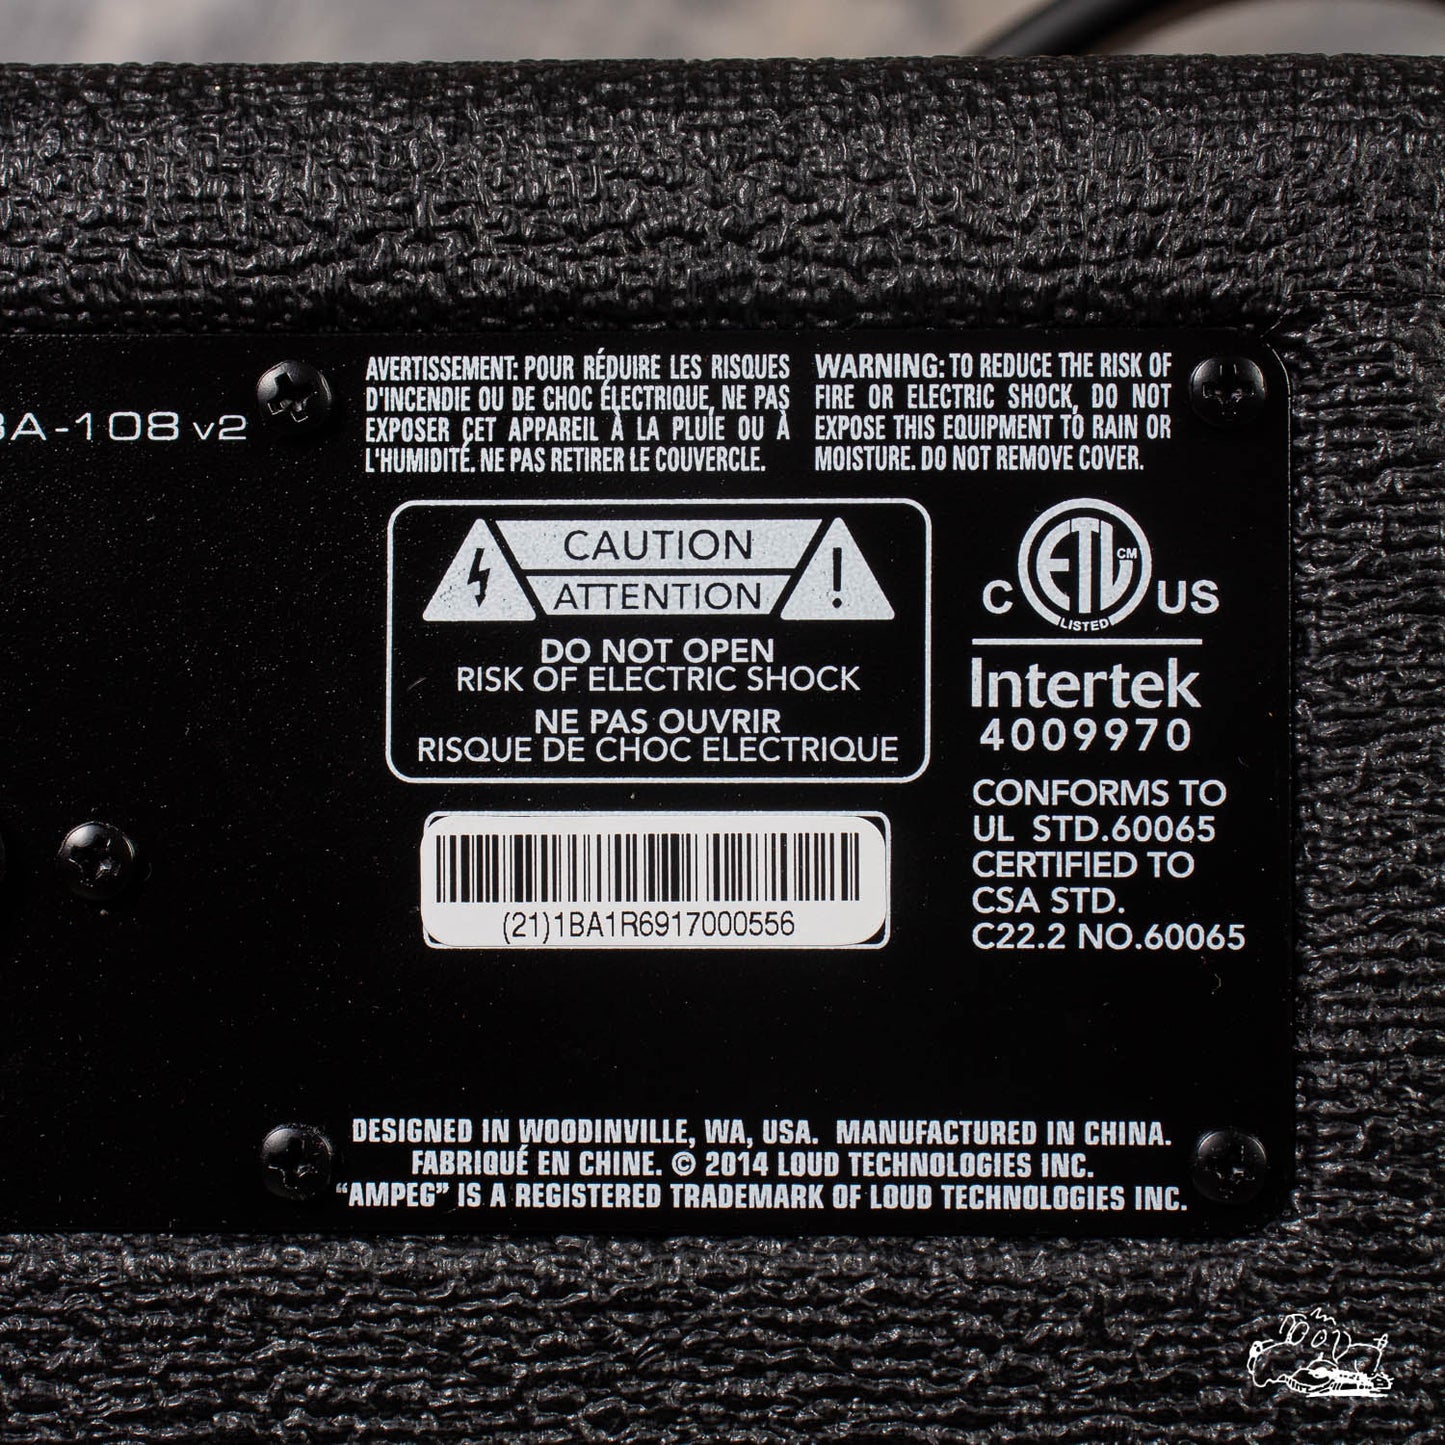 BA-108 v2
AVERTISSEMENT: POUR RÉDUIRE LES RISQUES
D'INCENDIE OU DE CHOC ÉLECTRIQUE, NE PAS
EXPOSER CET APPAREIL À LA PLUIE OU À
L'HUMIDITÉ. NE PAS RETIRER LE COUVERCLE.
WARNING: TO REDUCE THE RISK OF
FIRE OR ELECTRIC SHOCK, DO NOT
EXPOSE THIS EQUIPMENT TO RAIN OR
MOISTURE. DO NOT REMOVE COVER.
CAUTION
ATTENTION
DO NOT OPEN
RISK OF ELECTRIC SHOCK
NE PAS OUVRIR
RISQUE DE CHOC ELECTRIQUE
C ETL CM US
LISTED
Intertek
4009970
CONFORMS TO
UL STD.60065
CERTIFIED TO
CSA STD.
C22.2 NO.60065
(21)1BA1R6917000556
DESIGNED IN WOODINVILLE, WA, USA. MANUFACTURED IN CHINA.
FABRIQUÉ EN CHINE. © 2014 LOUD TECHNOLOGIES INC.
“AMPEG” IS A REGISTERED TRADEMARK OF LOUD TECHNOLOGIES INC.